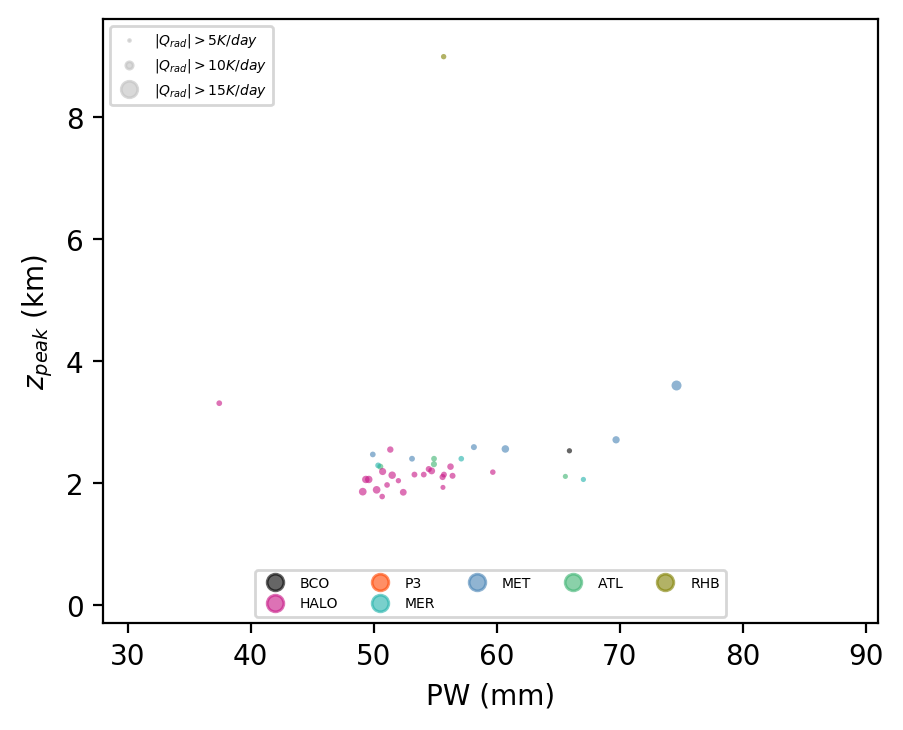 |Q_rad| > 5K/day
|Q_rad| > 10K/day
|Q_rad| > 15K/day
8
6
4
2
0
z_peak (km)
BCO P3 MET ATL RHB
HALO MER
30 40 50 60 70 80 90
PW (mm)